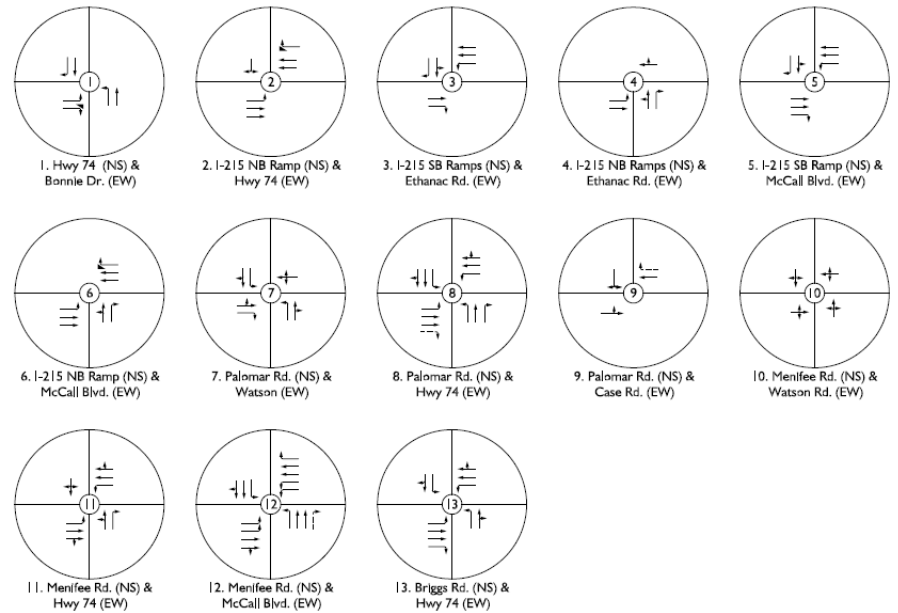 1
2
3
4
5
1. Hwy 74 (NS) &
Bonnie Dr. (EW)
2. I-215 NB Ramp (NS) &
Hwy 74 (EW)
3. I-215 SB Ramps (NS) &
Ethanac Rd. (EW)
4. I-215 NB Ramps (NS) &
Ethanac Rd. (EW)
5. I-215 SB Ramp (NS) &
McCall Blvd. (EW)
6
7
8
9
10
6. I-215 NB Ramp (NS) &
McCall Blvd. (EW)
7. Palomar Rd. (NS) &
Watson (EW)
8. Palomar Rd. (NS) &
Hwy 74 (EW)
9. Palomar Rd. (NS) &
Case Rd. (EW)
10. Menifee Rd. (NS) &
Watson Rd. (EW)
11
12
13
11. Menifee Rd. (NS) &
Hwy 74 (EW)
12. Menifee Rd. (NS) &
McCall Blvd. (EW)
13. Briggs Rd. (NS) &
Hwy 74 (EW)